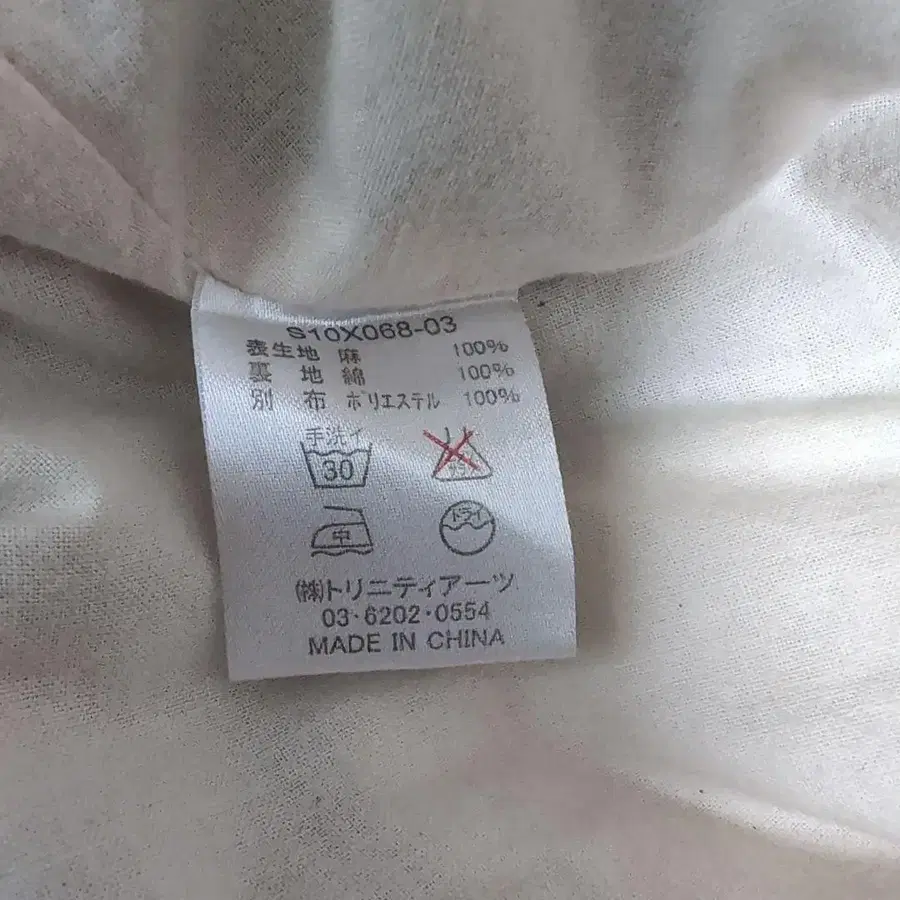 S10X068-03
表生地 麻 100%
裏地 綿 100%
別布 ポリエステル 100%
手洗イ
30
中 ドライ
㈱トリニティアーツ
03・6202・0554
MADE IN CHINA